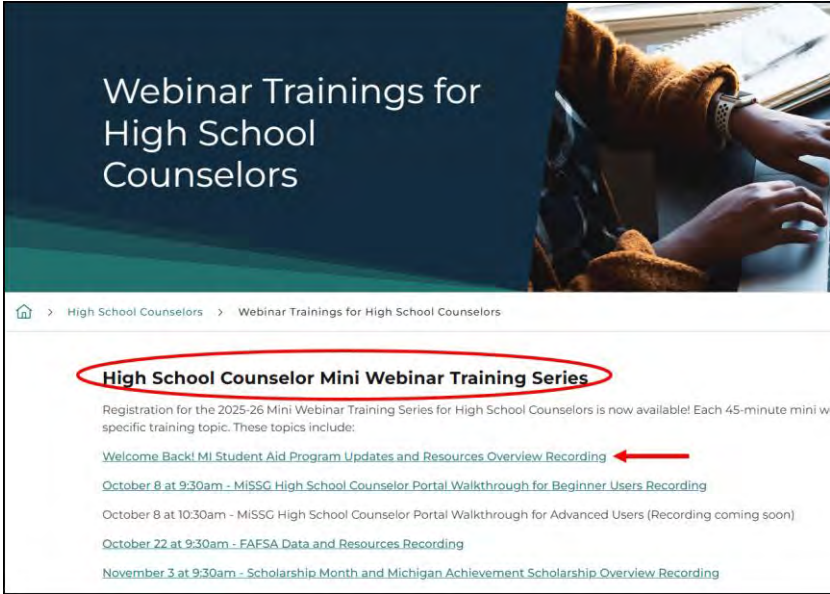 Webinar Trainings for
High School
Counselors
> High School Counselors > Webinar Trainings for High School Counselors
High School Counselor Mini Webinar Training Series
Registration for the 2025-26 Mini Webinar Training Series for High School Counselors is now available! Each 45-minute mini w
specific training topic. These topics include:
Welcome Back! MI Student Aid Program Updates and Resources Overview Recording
October 8 at 9:30am - MiSSG High School Counselor Portal Walkthrough for Beginner Users Recording
October 8 at 10:30am - MiSSG High School Counselor Portal Walkthrough for Advanced Users (Recording coming soon)
October 22 at 9:30am - FAFSA Data and Resources Recording
November 3 at 9:30am - Scholarship Month and Michigan Achievement Scholarship Overview Recording